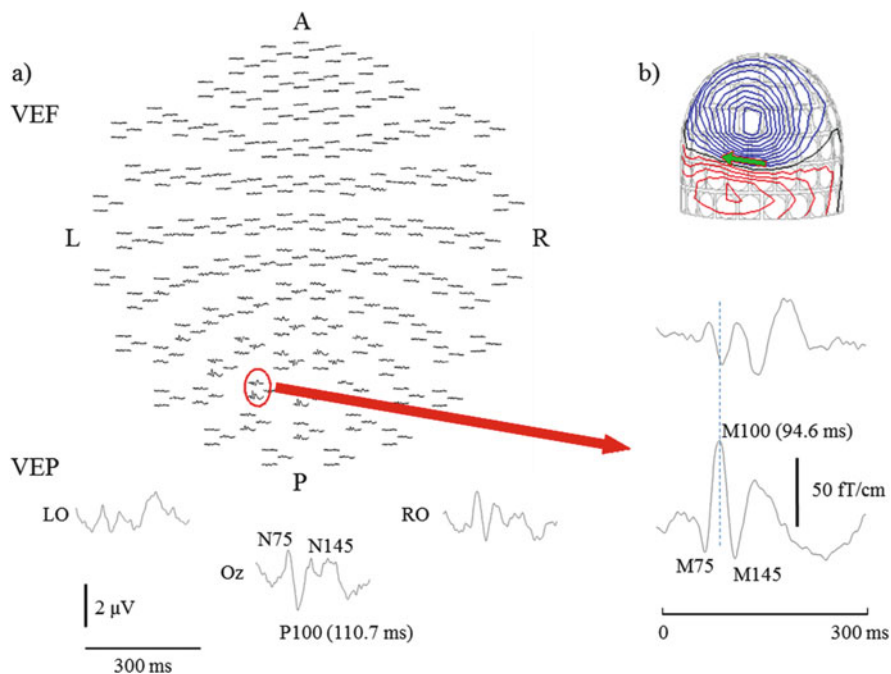 A
a)
VEF
L
R
P
VEP
LO
RO
Oz
N75
N145
P100 (110.7 ms)
2 μV
300 ms
b)
M100 (94.6 ms)
50 fT/cm
M75
M145
0
300 ms